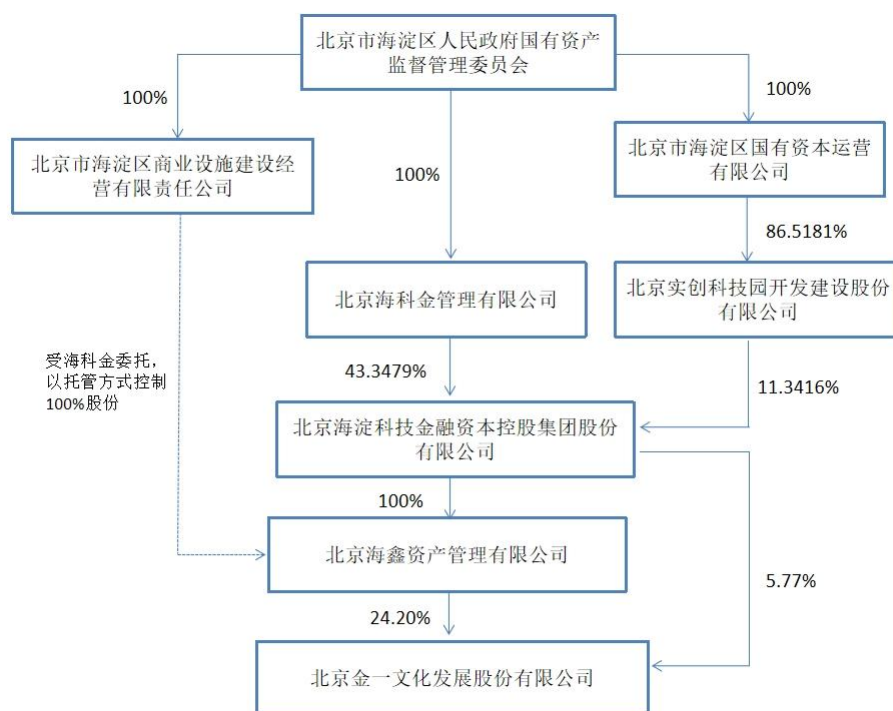 北京市海淀区人民政府国有资产
监督管理委员会
100%
100%
100%
北京市海淀区商业设施建设经
营有限责任公司
北京市海淀区国有资本运营
有限公司
86.5181%
北京海科金管理有限公司
北京实创科技园开发建设股份
有限公司
受海科金委托，
以托管方式控制
100%股份
43.3479%
11.3416%
北京海淀科技金融资本控股集团股份
有限公司
100%
北京海鑫资产管理有限公司
5.77%
24.20%
北京金一文化发展股份有限公司